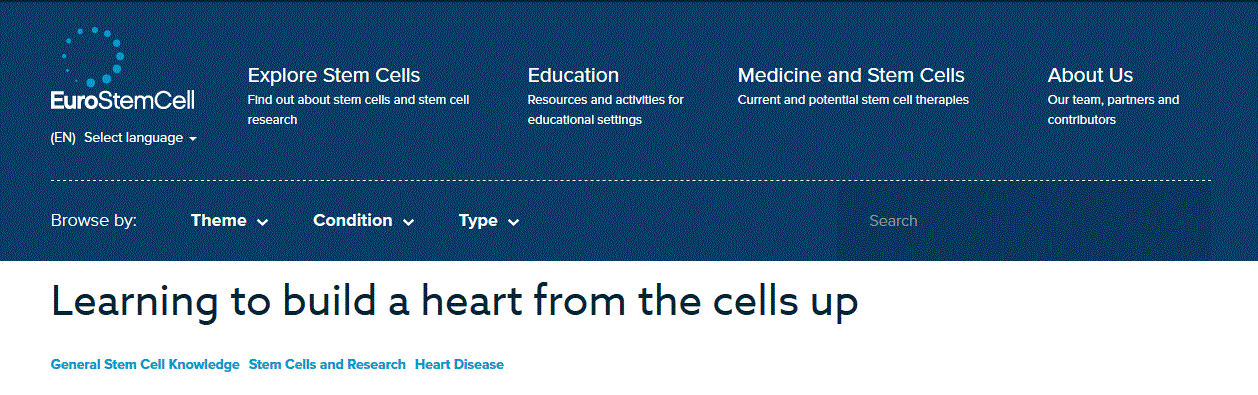 EuroStemCell
(EN) Select language
Explore Stem Cells
Find out about stem cells and stem cell
research
Education
Resources and activities for
educational settings
Medicine and Stem Cells
Current and potential stem cell therapies
About Us
Our team, partners and
contributors
Browse by: Theme Condition Type Search
Learning to build a heart from the cells up
General Stem Cell Knowledge Stem Cells and Research Heart Disease